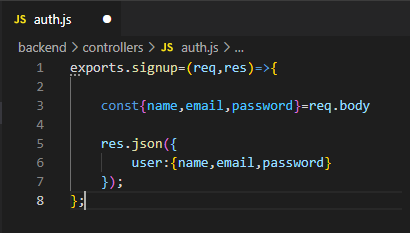 JS auth.js ●
backend > controllers > JS auth.js > ...
1 exports.signup=(req,res)=>{
2
3     const{name,email,password}=req.body
4
5     res.json({
6         user:{name,email,password}
7     });
8 };